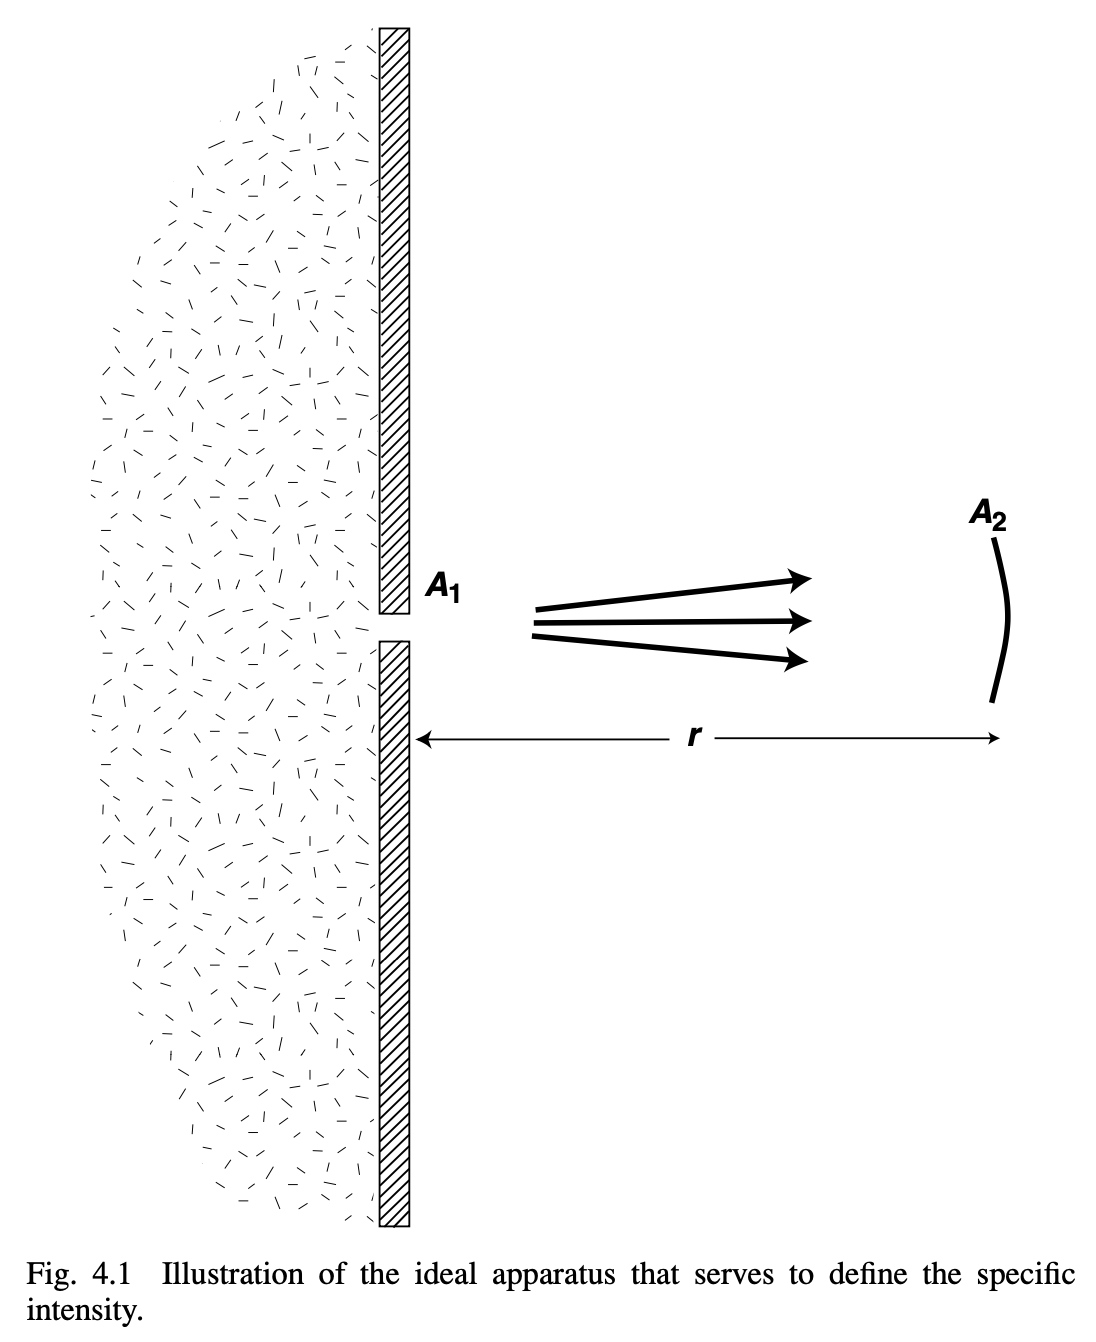 A2
A1
r
Fig. 4.1 Illustration of the ideal apparatus that serves to define the specific
intensity.